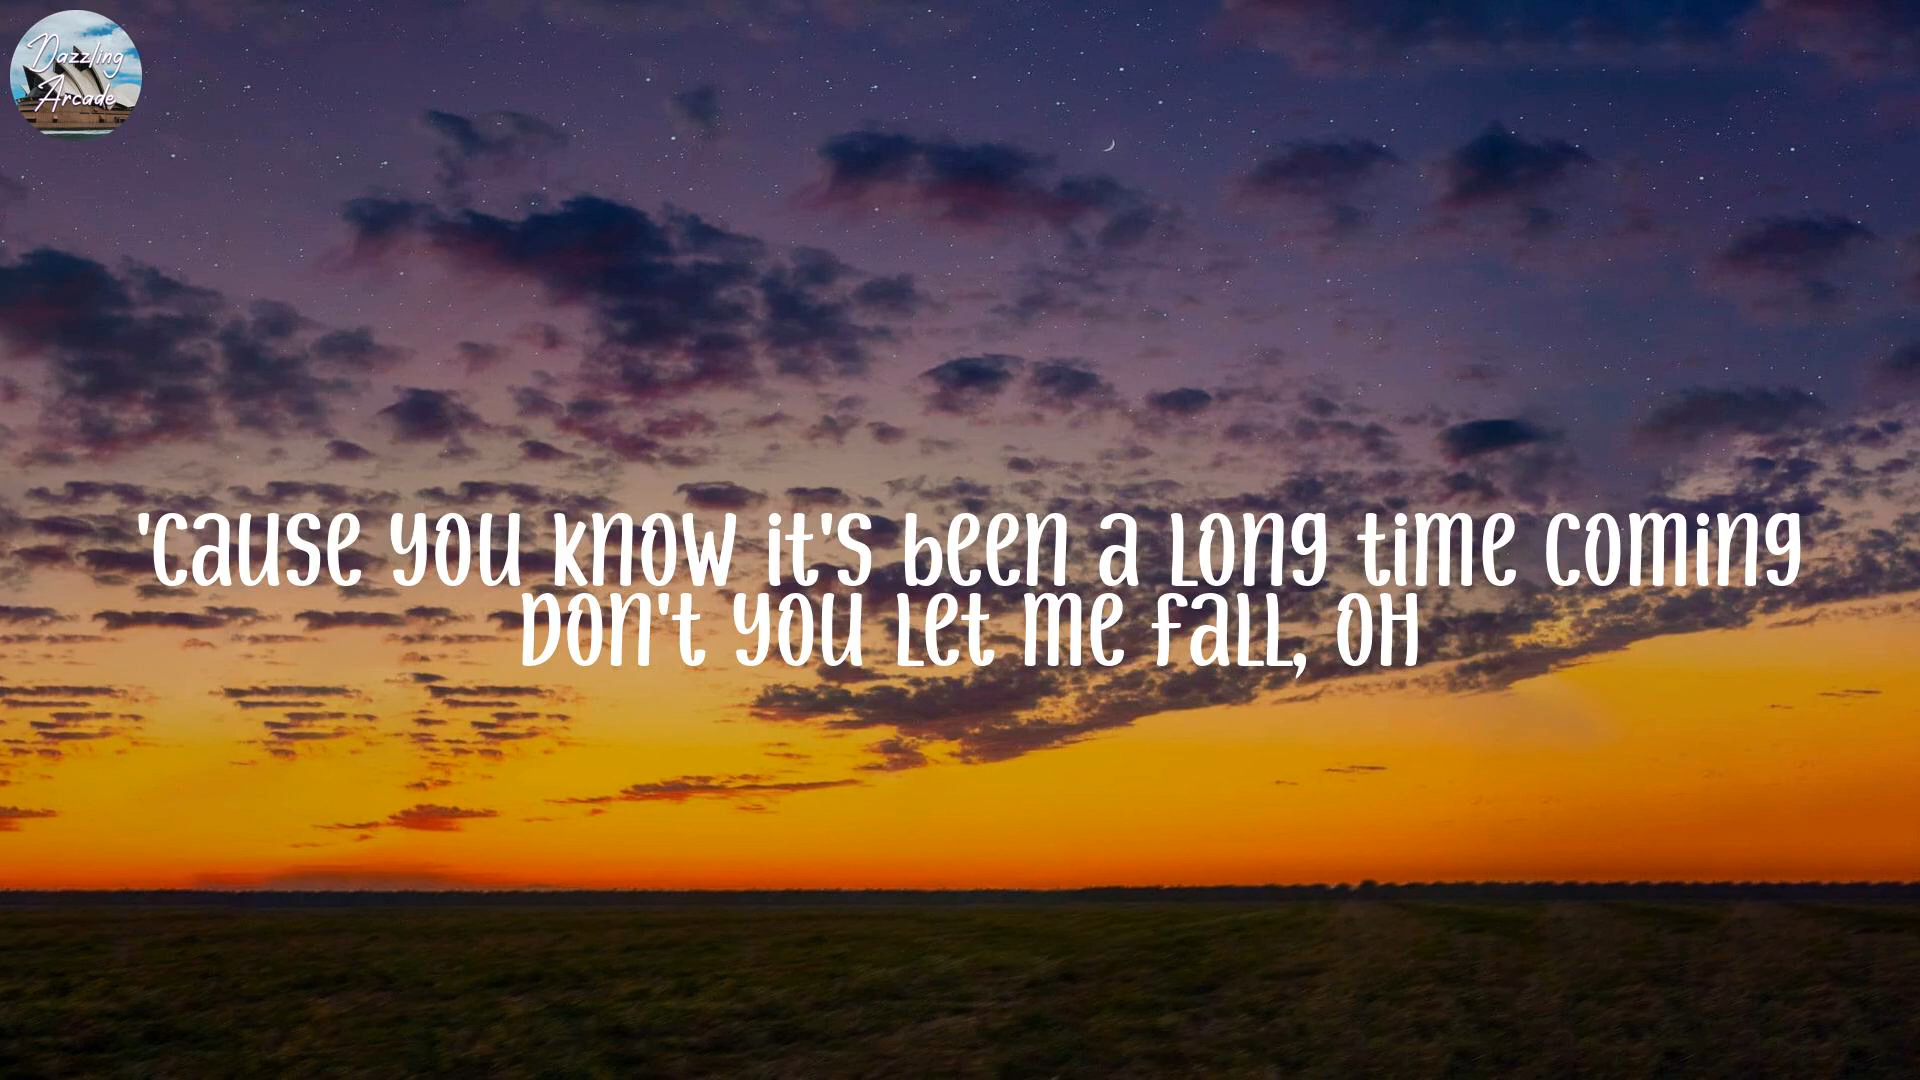 Dazzling
Arcade
'Cause you know it's been a long time coming
Don't you let me fall, oh